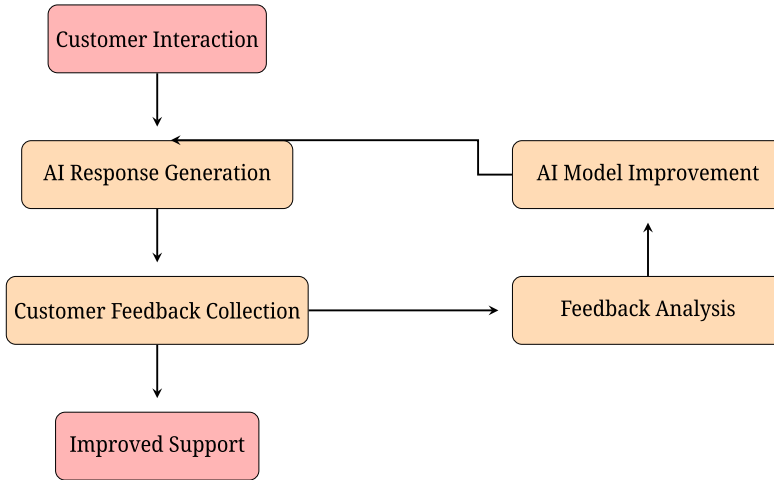 Customer Interaction
AI Response Generation
AI Model Improvement
Customer Feedback Collection
Feedback Analysis
Improved Support